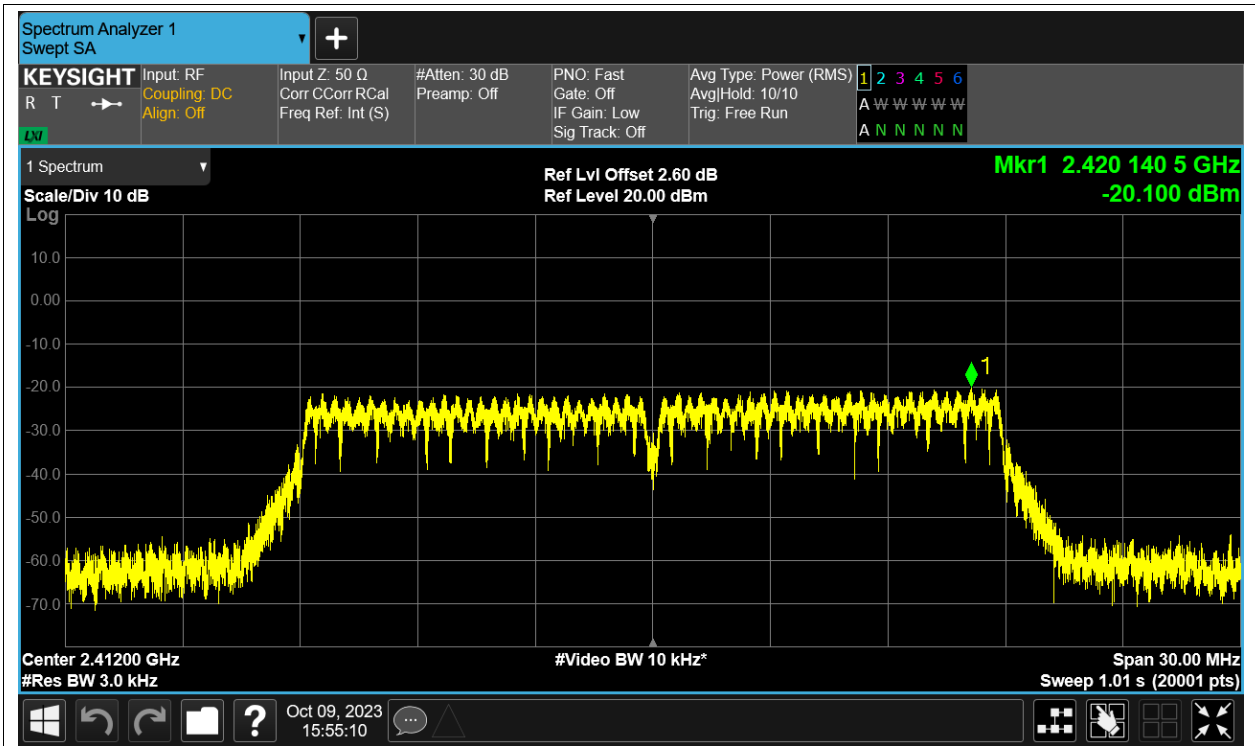 Spectrum Analyzer 1
Swept SA
KEYSIGHT
R T
LXI
Input: RF
Coupling: DC
Align: Off
Input Z: 50 Ω
Corr CCorr RCal
Freq Ref: Int (S)
#Atten: 30 dB
Preamp: Off
PNO: Fast
Gate: Off
IF Gain: Low
Sig Track: Off
Avg Type: Power (RMS)
Avg|Hold: 10/10
Trig: Free Run
1 2 3 4 5 6
A W W W W W
A N N N N N
1 Spectrum
Scale/Div 10 dB
Log
Ref Lvl Offset 2.60 dB
Ref Level 20.00 dBm
Mkr1 2.420 140 5 GHz
-20.100 dBm
10.0
0.00
-10.0
-20.0
-30.0
-40.0
-50.0
-60.0
-70.0
1
Center 2.41200 GHz
#Res BW 3.0 kHz
#Video BW 10 kHz*
Span 30.00 MHz
Sweep 1.01 s (20001 pts)
?
Oct 09, 2023
15:55:10